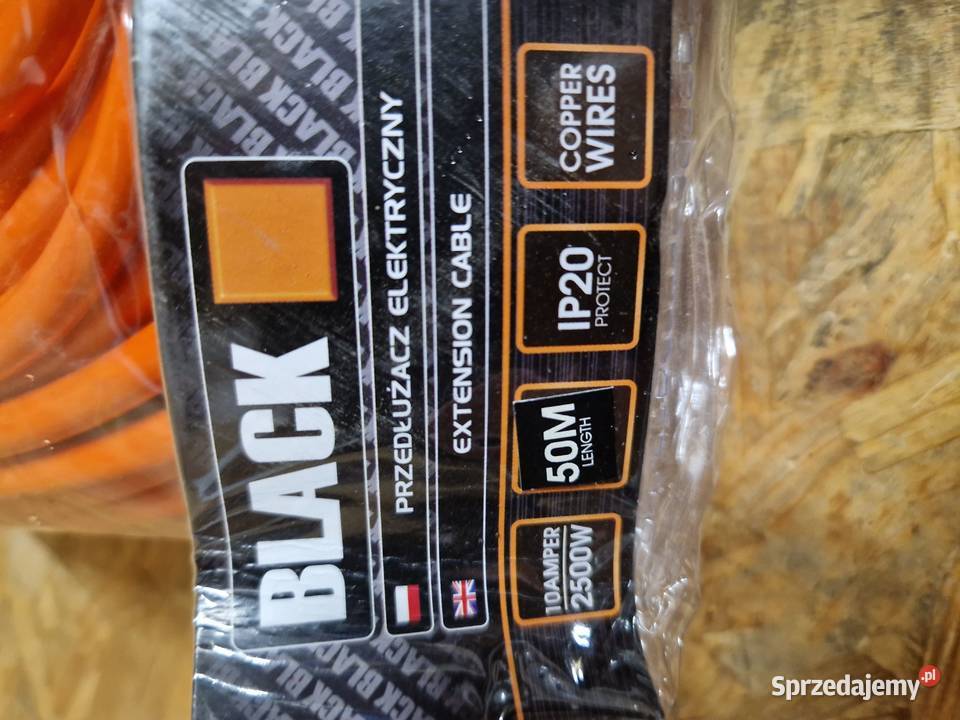 BLACK
PRZEDŁUŻACZ ELEKTRYCZNY
EXTENSION CABLE
10AMPER
2500W
50M
LENGTH
IP20
PROTECT
COPPER
WIRES
Sprzedajemy.pl